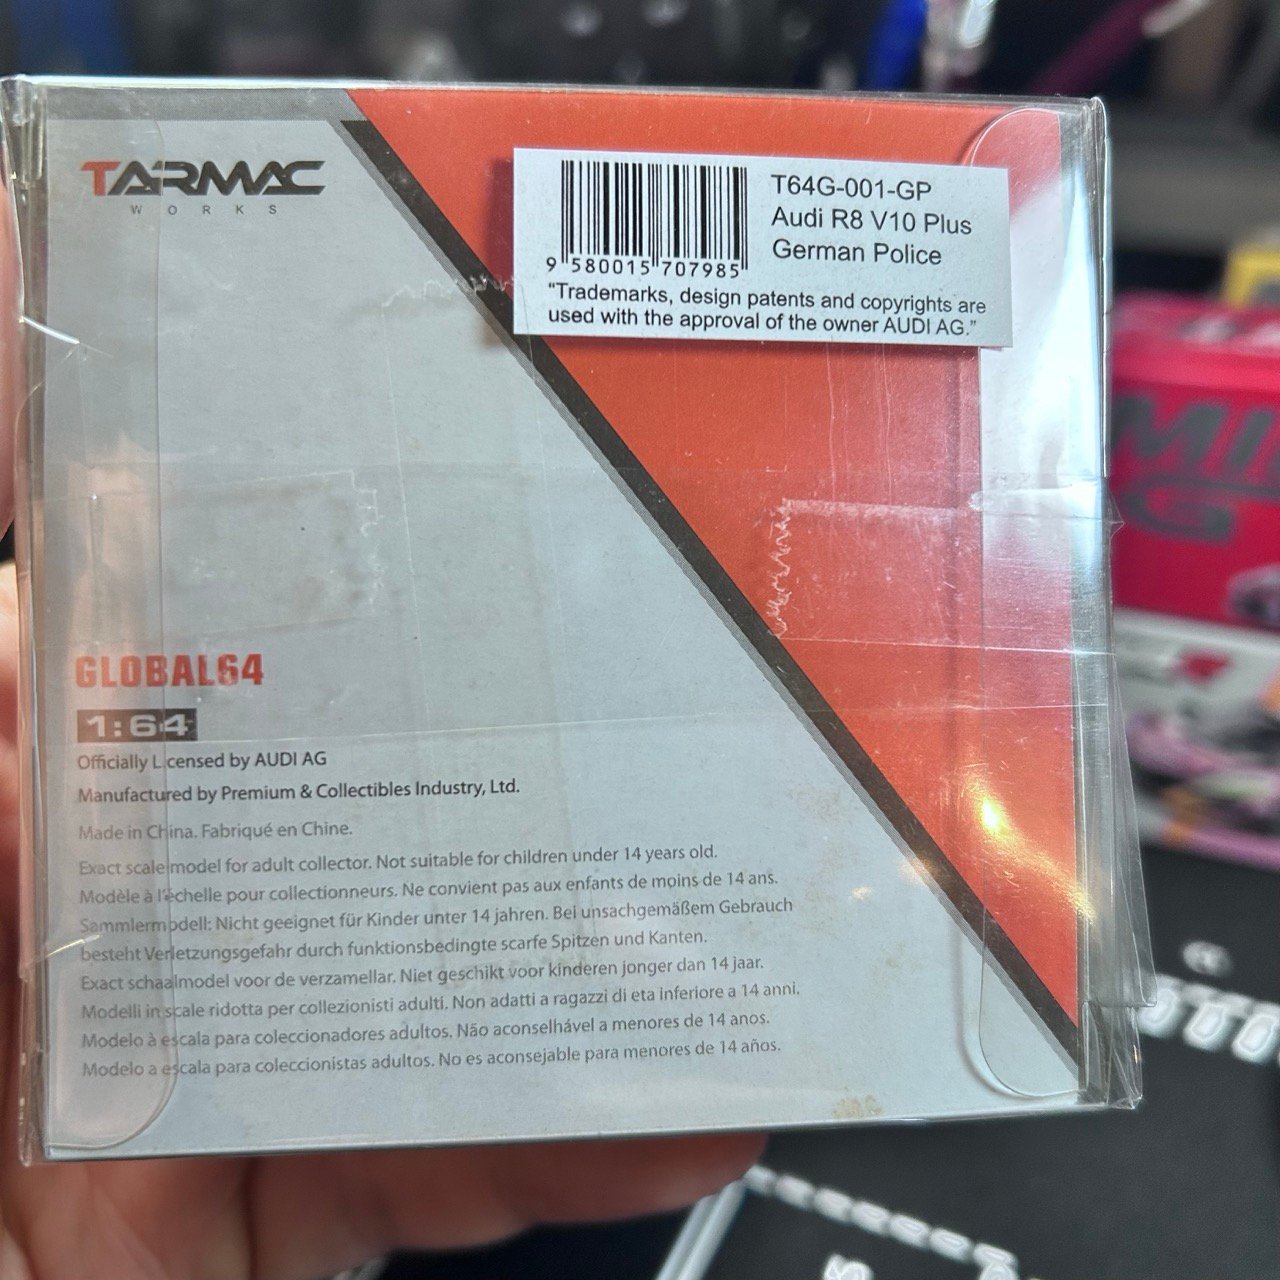 TARMAC
WORKS
T64G-001-GP
Audi R8 V10 Plus
German Police
9 580015 707985
"Trademarks, design patents and copyrights are
used with the approval of the owner AUDI AG."
GLOBAL64
1:64
Officially Licensed by AUDI AG
Manufactured by Premium & Collectibles Industry, Ltd.
Made in China. Fabriqué en Chine.
Exact scale model for adult collector. Not suitable for children under 14 years old.
Modèle à l'échelle pour collectionneurs. Ne convient pas aux enfants de moins de 14 ans.
Sammlermodell: Nicht geeignet für Kinder unter 14 jahren. Bei unsachgemäßem Gebrauch
besteht Verletzungsgefahr durch funktionsbedingte scarfe Spitzen und Kanten.
Exact schaalmodel voor de verzamellar. Niet geschikt voor kinderen jonger dan 14 jaar.
Modelli in scale ridotta per collezionisti adulti. Non adatti a ragazzi di eta inferiore a 14 anni.
Modelo à escala para coleccionadores adultos. Não aconselhável a menores de 14 anos.
Modelo a escala para coleccionistas adultos. No es aconsejable para menores de 14 años.
MI
G